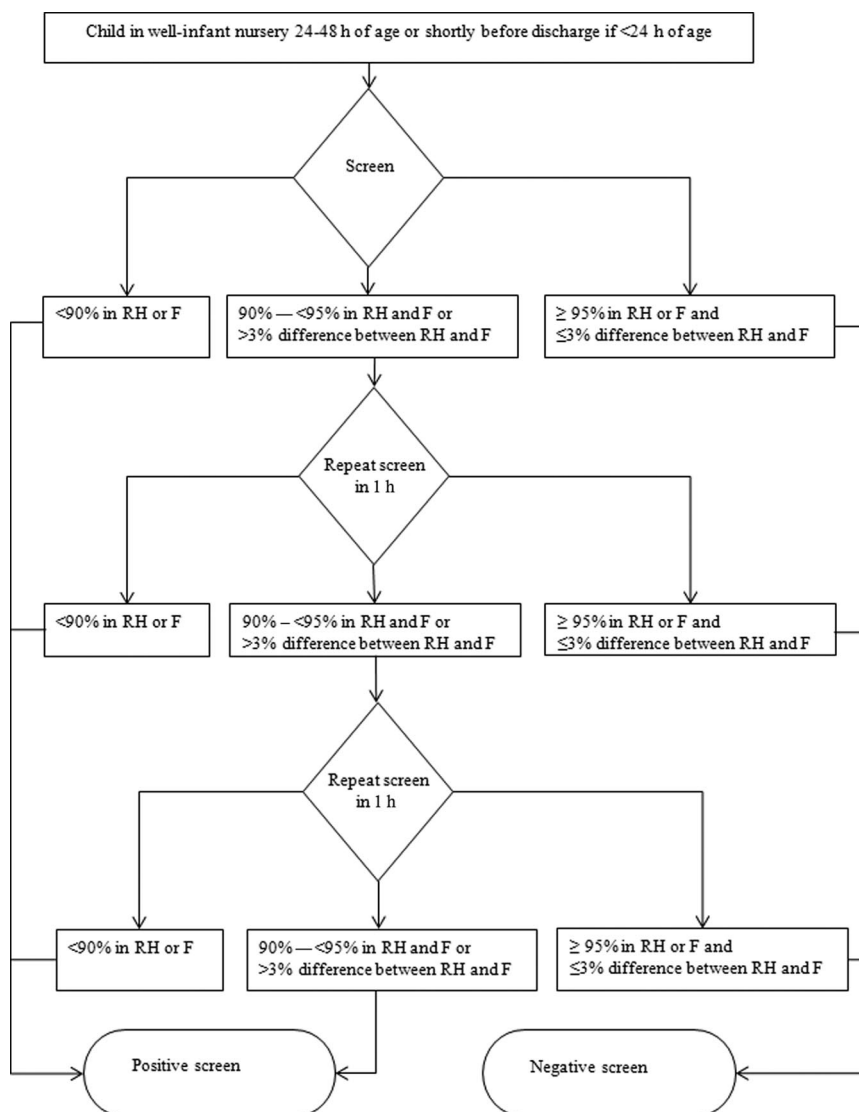 Child in well-infant nursery 24-48 h of age or shortly before discharge if <24 h of age
Screen
<90% in RH or F
90% — <95% in RH and F or
>3% difference between RH and F
≥ 95% in RH or F and
≤3% difference between RH and F
Repeat screen
in 1 h
<90% in RH or F
90% – <95% in RH and F or
>3% difference between RH and F
≥ 95% in RH or F and
≤3% difference between RH and F
Repeat screen
in 1 h
<90% in RH or F
90% — <95% in RH and F or
>3% difference between RH and F
≥ 95% in RH or F and
≤3% difference between RH and F
Positive screen
Negative screen